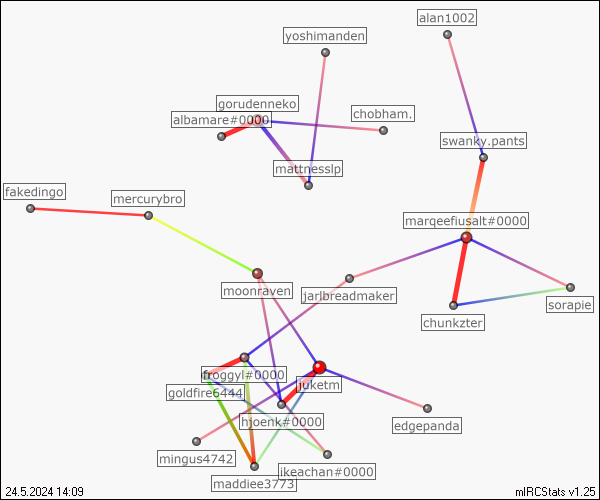 alan1002
yoshimanden
gorudenneko
albamare#0000
chobham.
swanky.pants
mattnesslp
fakedingo
mercurybro
marqeefiusalt#0000
moonraven
jarlbreadmaker
sorapie
chunkzter
froggyl#0000
juketm
goldfire6444
hjoenk#0000
edgepanda
mingus4742
ikeachan#0000
maddiee3773
24.5.2024 14:09
mIRCStats v1.25